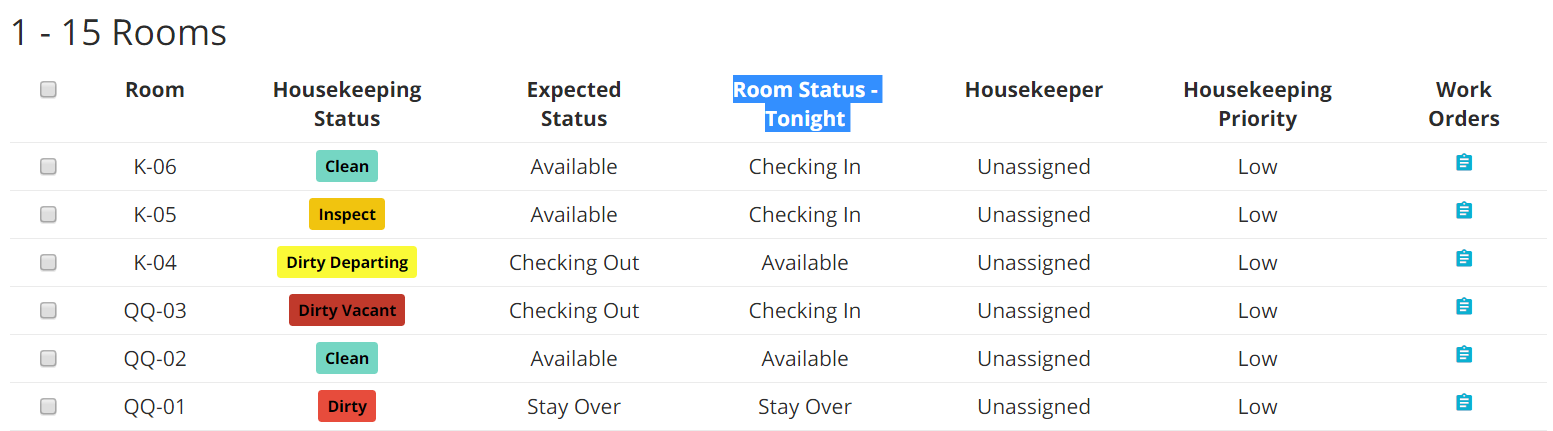 1 - 15 Rooms
Room Housekeeping Status Expected Status Room Status - Tonight Housekeeper Housekeeping Priority Work Orders
K-06 Clean Available Checking In Unassigned Low
K-05 Inspect Available Checking In Unassigned Low
K-04 Dirty Departing Checking Out Available Unassigned Low
QQ-03 Dirty Vacant Checking Out Checking In Unassigned Low
QQ-02 Clean Available Available Unassigned Low
QQ-01 Dirty Stay Over Stay Over Unassigned Low